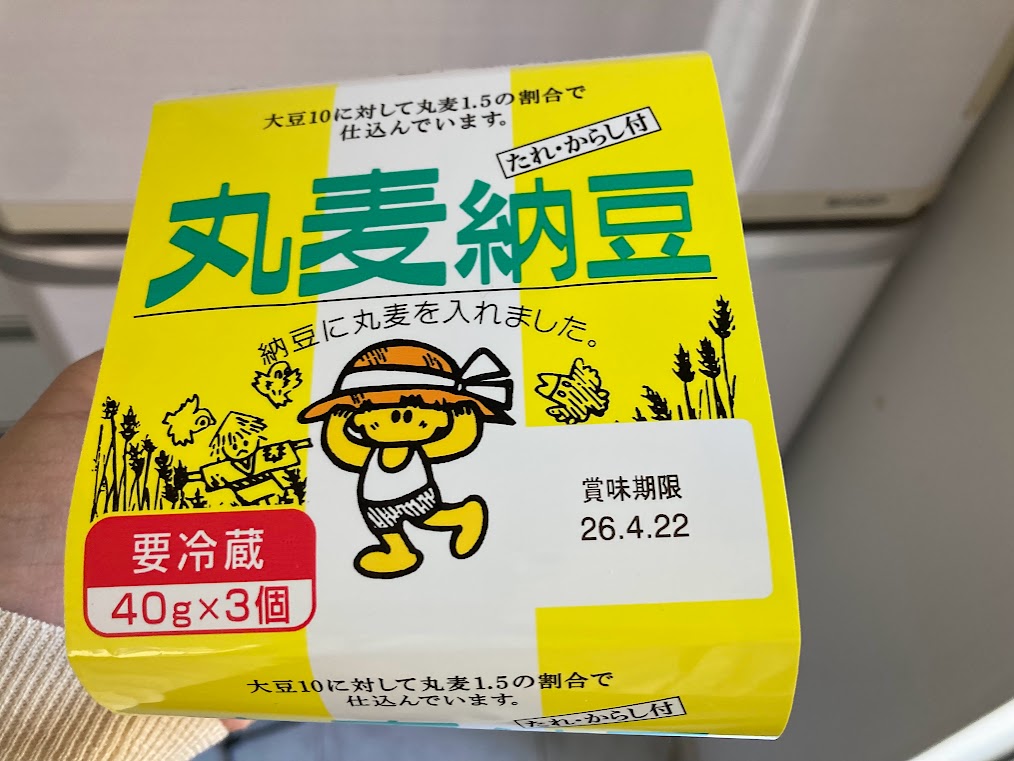 大豆10に対して丸麦1.5の割合で
仕込んでいます。
たれ・からし付
丸麦納豆
納豆に丸麦を入れました。
賞味期限
26.4.22
要冷蔵
40g×3個
大豆10に対して丸麦1.5の割合で
仕込んでいます。
たれ・からし付